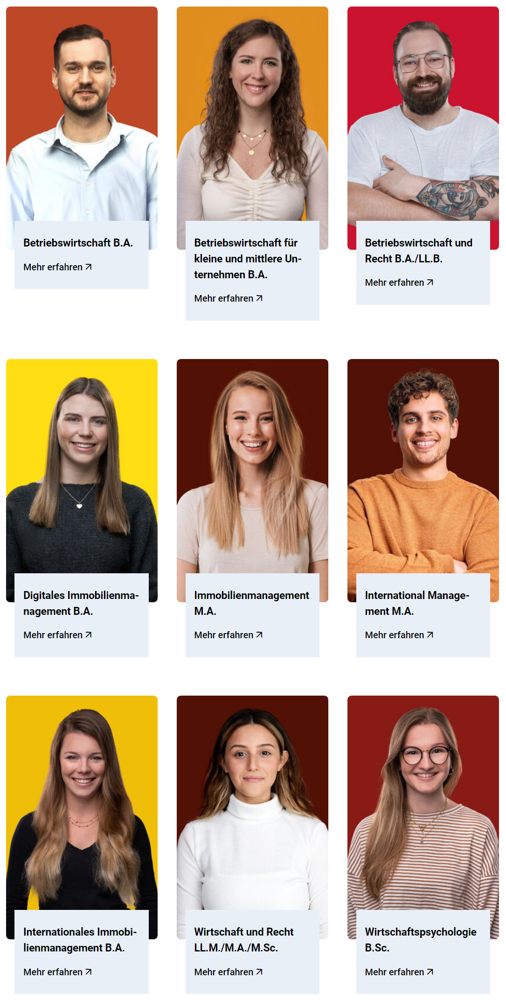 Betriebswirtschaft B.A.
Mehr erfahren
Betriebswirtschaft für
kleine und mittlere Un-
ternehmen B.A.
Mehr erfahren
Betriebswirtschaft und
Recht B.A./LL.B.
Mehr erfahren
Digitales Immobilienma-
nagement B.A.
Mehr erfahren
Immobilienmanagement
M.A.
Mehr erfahren
International Manage-
ment M.A.
Mehr erfahren
Internationales Immobi-
lienmanagement B.A.
Mehr erfahren
Wirtschaft und Recht
LL.M./M.A./M.Sc.
Mehr erfahren
Wirtschaftspsychologie
B.Sc.
Mehr erfahren